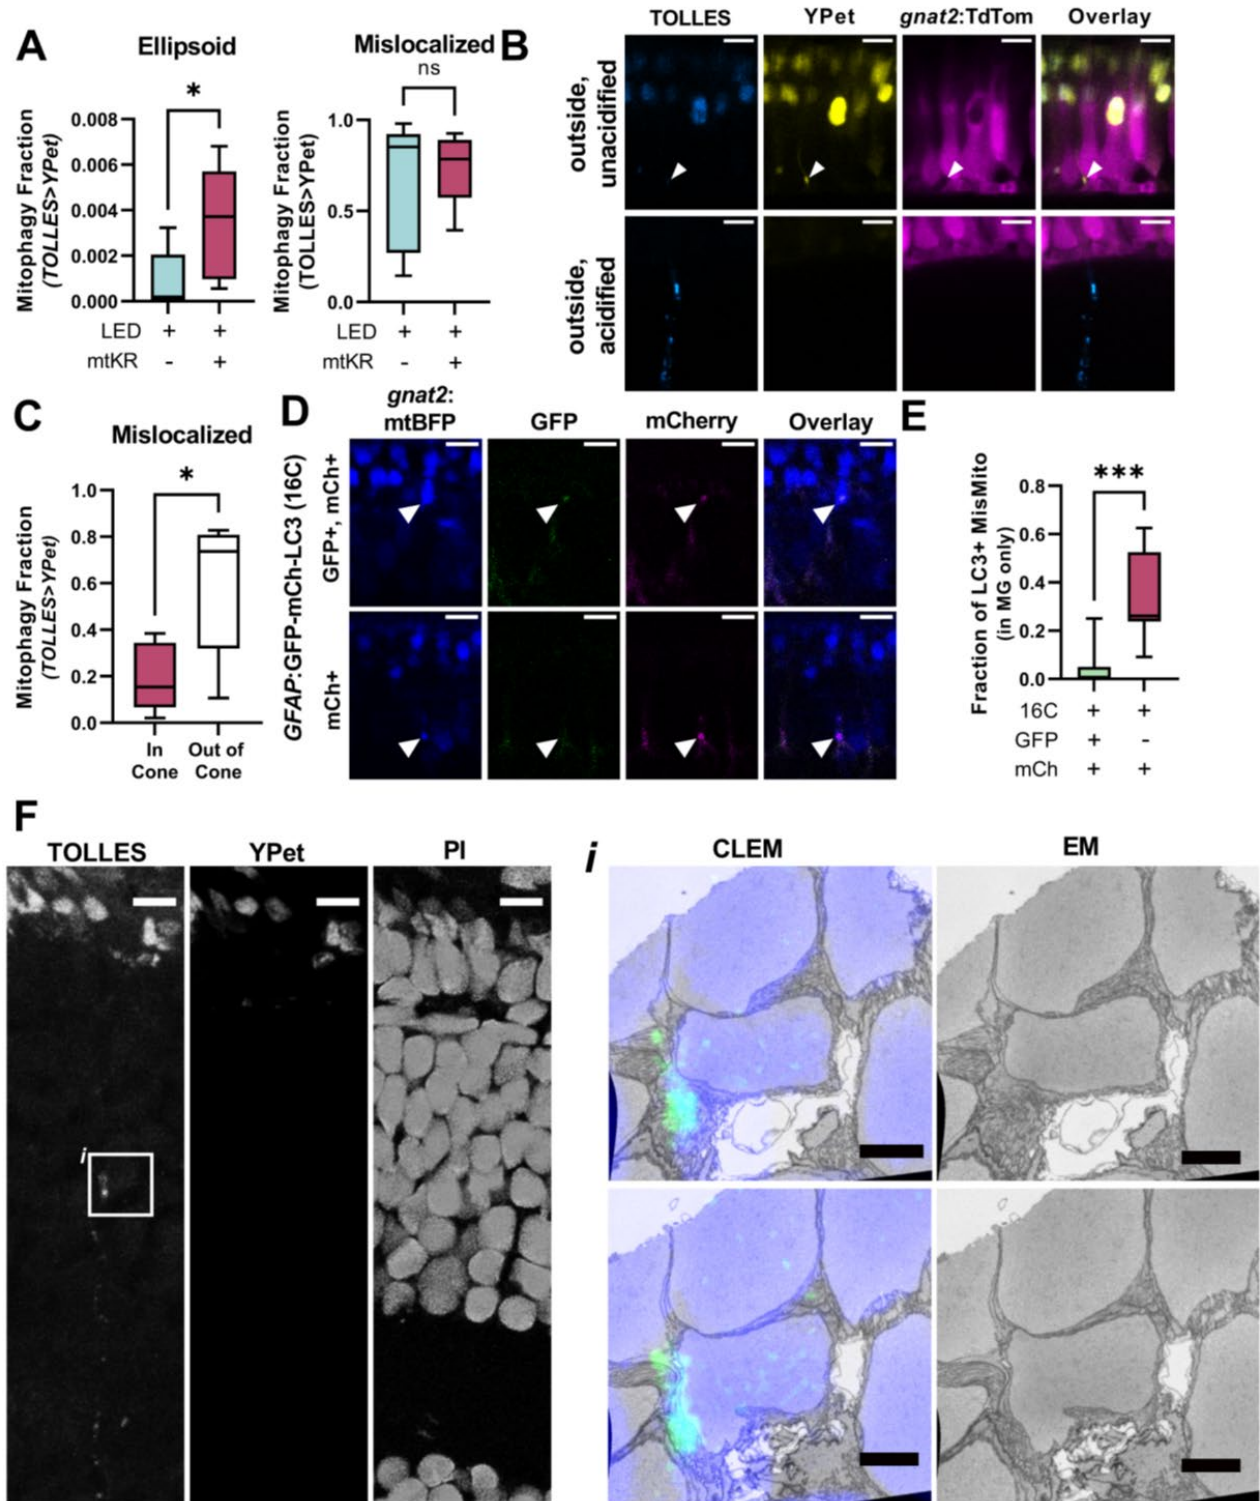 A
Ellipsoid
*
Mitophagy Fraction
(TOLLES>YPet)
0.008
0.006
0.004
0.002
0.000
LED + +
mtKR - +
Mislocalized
ns
Mitophagy Fraction
(TOLLES>YPet)
1.0
0.5
0.0
LED + +
mtKR - +
B
TOLLES YPet gnat2:TdTom Overlay
outside,
unacidified
outside,
acidified
C
Mislocalized
*
Mitophagy Fraction
(TOLLES>YPet)
1.0
0.8
0.6
0.4
0.2
0.0
In Out of
Cone Cone
D
gnat2:
mtBFP GFP mCherry Overlay
GFAP:GFP-mCh-LC3 (16C)
GFP+, mCh+
mCh+
E
***
Fraction of LC3+ MisMito
(in MG only)
0.8
0.6
0.4
0.2
0.0
16C + +
GFP + -
mCh + +
F
TOLLES YPet PI
i
i
CLEM EM